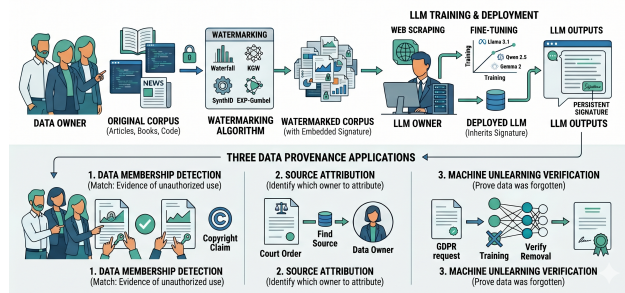 LLM TRAINING & DEPLOYMENT
WATERMARKING
Waterfall KGW
SynthID EXP-Gumbel
WEB SCRAPING
FINE-TUNING
LLM OUTPUTS
NEWS
Training
Llama 3.1
Qwen 2.5
Gemma 2
Training
Signature
PERSISTENT
SIGNATURE
DATA OWNER
ORIGINAL CORPUS
(Articles, Books, Code)
WATERMARKING
ALGORITHM
WATERMARKED CORPUS
(with Embedded Signature)
LLM OWNER
DEPLOYED LLM
(Inherits Signature)
LLM OUTPUTS
THREE DATA PROVENANCE APPLICATIONS
1. DATA MEMBERSHIP DETECTION
(Match: Evidence of unauthorized use)
Copyright
Claim
1. DATA MEMBERSHIP DETECTION
(Match: Evidence of unauthorized use)
2. SOURCE ATTRIBUTION
(Identify which owner to attribute)
Court Order
Find
Source
Data Owner
2. SOURCE ATTRIBUTION
(Identify which owner to attribute)
3. MACHINE UNLEARNING VERIFICATION
(Prove data was forgotten)
GDPR
request
Training
Verify
Removal
3. MACHINE UNLEARNING VERIFICATION
(Prove data was forgotten)